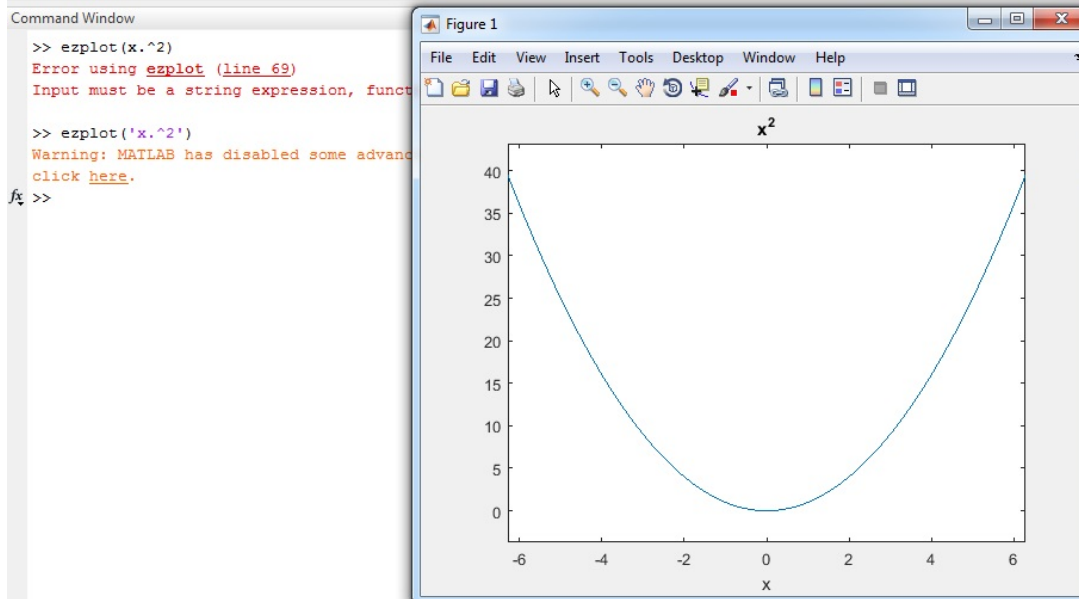 Command Window
>> ezplot(x.^2)
Error using ezplot (line 69)
Input must be a string expression, funct
>> ezplot('x.^2')
Warning: MATLAB has disabled some advanc
click here.
fx >>
Figure 1
File Edit View Insert Tools Desktop Window Help
x²
40
35
30
25
20
15
10
5
0
-6 -4 -2 0 2 4 6
x